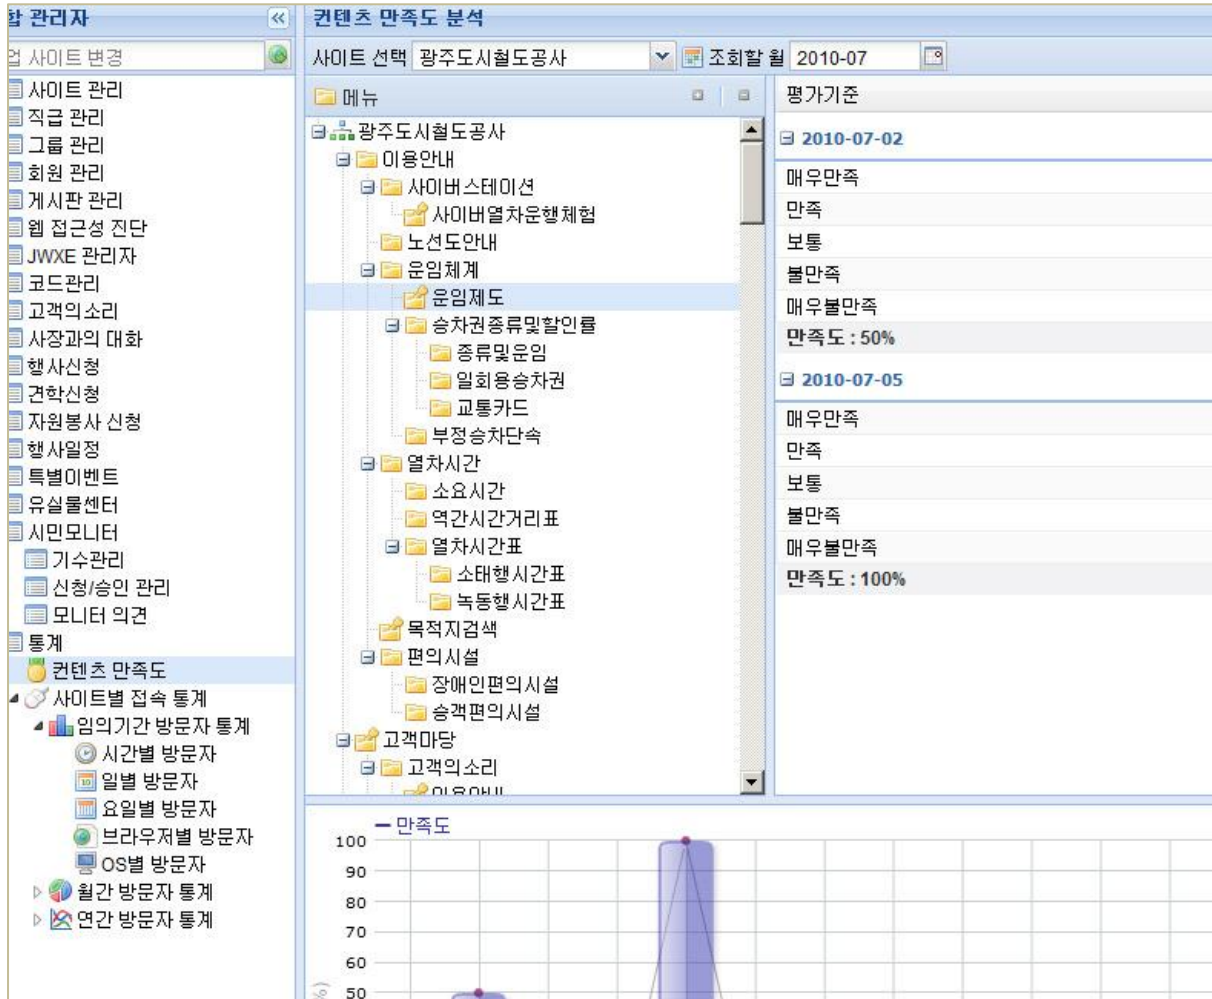 합 관리자
업 사이트 변경
사이트 관리
직급 관리
그룹 관리
회원 관리
게시판 관리
웹 접근성 진단
JWXE 관리자
코드관리
고객의소리
사장과의 대화
행사신청
견학신청
자원봉사 신청
행사일정
특별이벤트
유실물센터
시민모니터
기수관리
신청/승인 관리
모니터 의견
통계
컨텐츠 만족도
사이트별 접속 통계
임의기간 방문자 통계
시간별 방문자
일별 방문자
요일별 방문자
브라우저별 방문자
OS별 방문자
월간 방문자 통계
연간 방문자 통계
컨텐츠 만족도 분석
사이트 선택 광주도시철도공사 조회할 월 2010-07
메뉴
광주도시철도공사
이용안내
사이버스테이션
사이버열차운행체험
노선도안내
운임체계
운임제도
승차권종류및할인률
종류및운임
일회용승차권
교통카드
부정승차단속
열차시간
소요시간
역간시간거리표
열차시간표
소태행시간표
녹동행시간표
목적지검색
편의시설
장애인편의시설
승객편의시설
고객마당
고객의소리
이용안내
평가기준
2010-07-02
매우만족
만족
보통
불만족
매우불만족
만족도 : 50%
2010-07-05
매우만족
만족
보통
불만족
매우불만족
만족도 : 100%
만족도
100
90
80
70
60
50
(%)